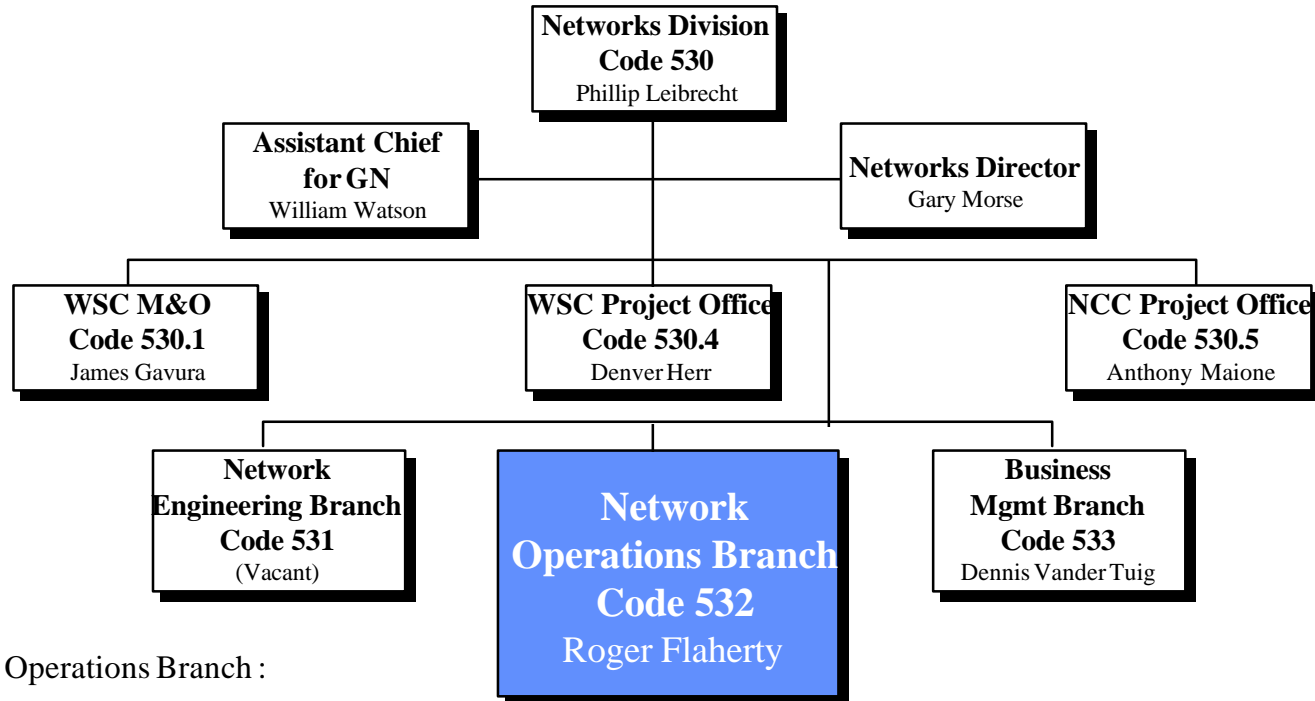 Networks Division
Code 530
Phillip Leibrecht
Assistant Chief
for GN
William Watson
Networks Director
Gary Morse
WSC M&O
Code 530.1
James Gavura
WSC Project Office
Code 530.4
Denver Herr
NCC Project Office
Code 530.5
Anthony Maione
Network
Engineering Branch
Code 531
(Vacant)
Network
Operations Branch
Code 532
Roger Flaherty
Business
Mgmt Branch
Code 533
Dennis Vander Tuig
Operations Branch :